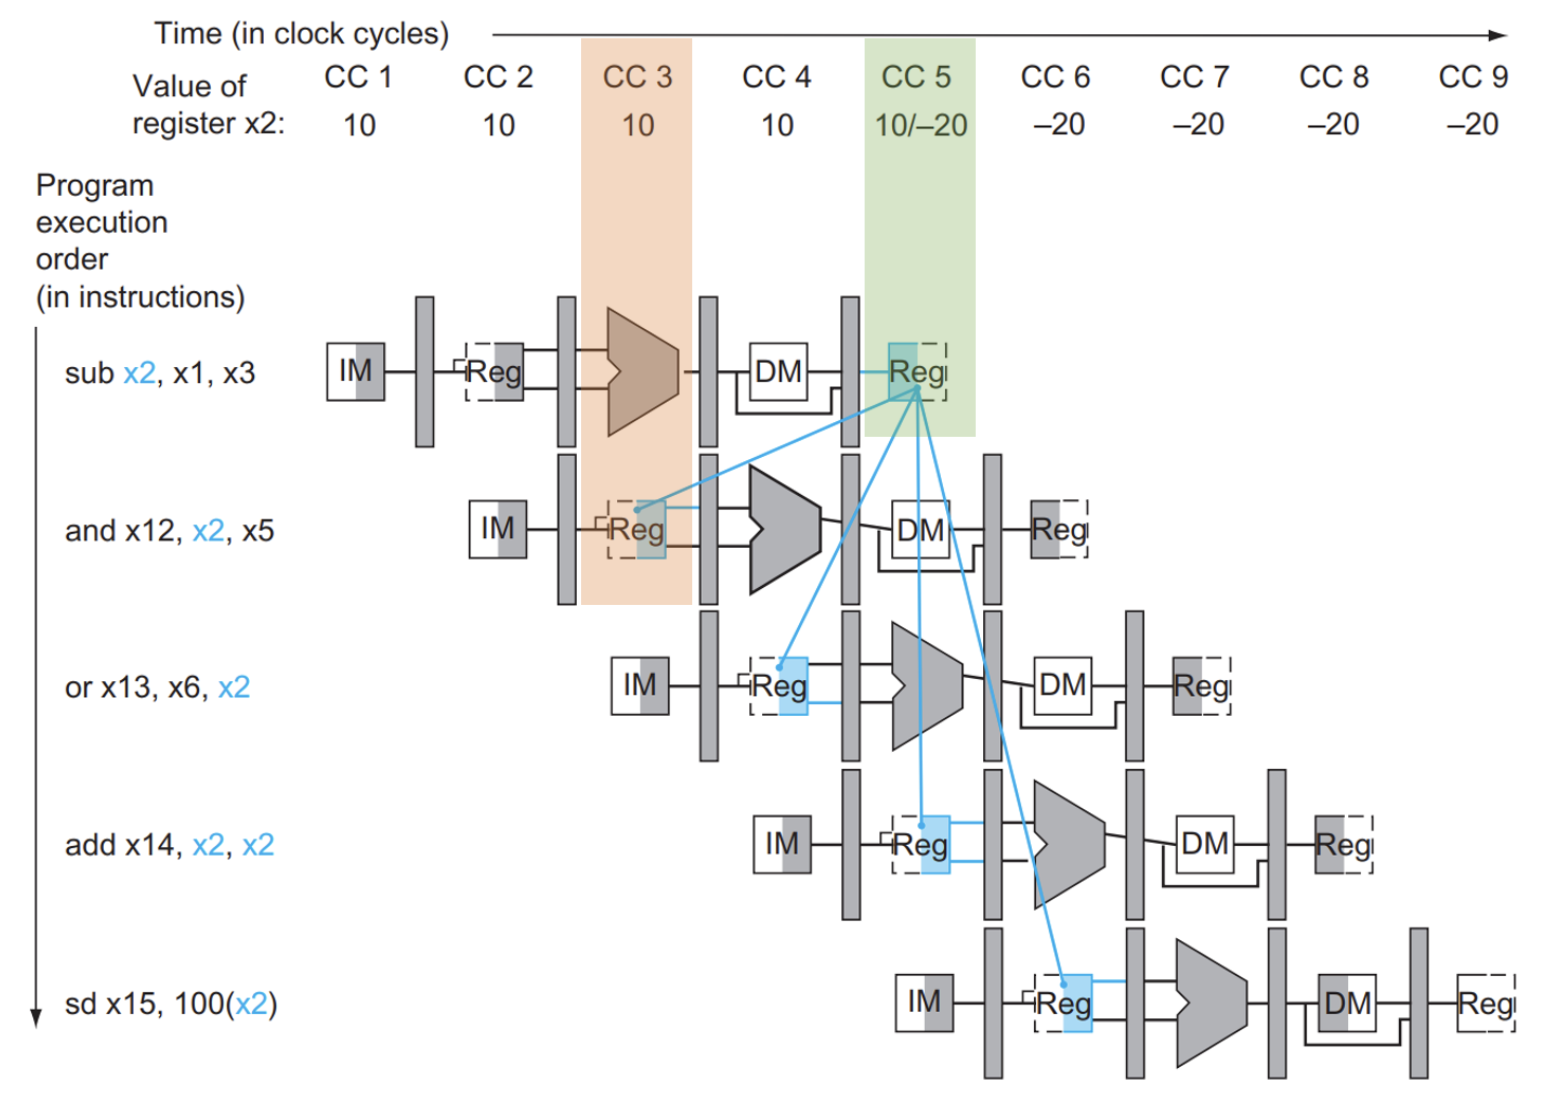 Time (in clock cycles)
Value of register x2:
CC 1 CC 2 CC 3 CC 4 CC 5 CC 6 CC 7 CC 8 CC 9
10 10 10 10 10/–20 –20 –20 –20 –20
Program
execution
order
(in instructions)
sub x2, x1, x3
IM Reg DM Reg
and x12, x2, x5
IM Reg DM Reg
or x13, x6, x2
IM Reg DM Reg
add x14, x2, x2
IM Reg DM Reg
sd x15, 100(x2)
IM Reg DM Reg